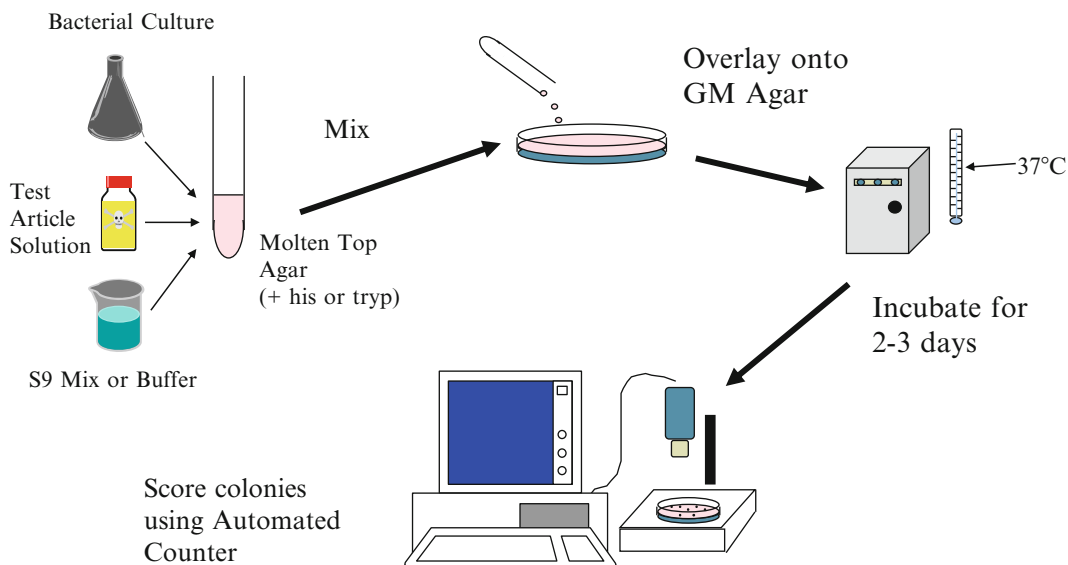 Bacterial Culture
Test
Article
Solution
S9 Mix or Buffer
Molten Top
Agar
(+ his or tryp)
Mix
Overlay onto
GM Agar
37°C
Incubate for
2-3 days
Score colonies
using Automated
Counter